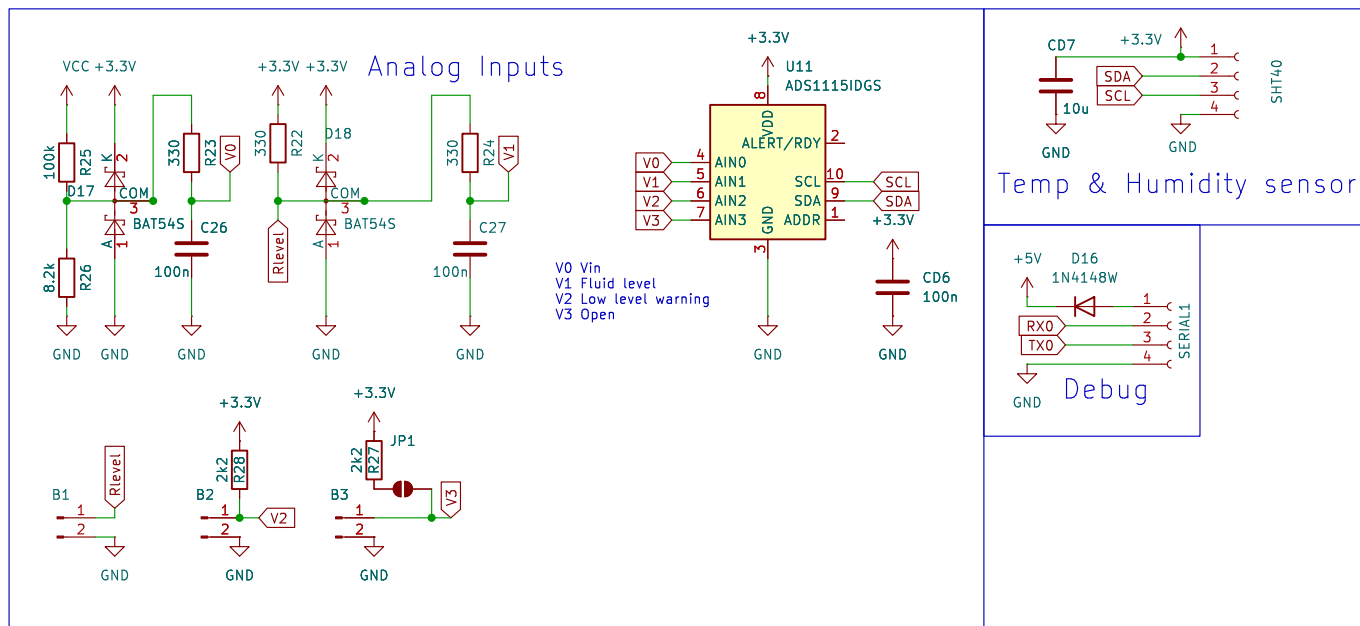 Analog Inputs
VCC
+3.3V
100k
R25
D17
K
2
COM
3
BAT54S
A
1
8.2k
R26
GND
GND
330
R23
V0
C26
100n
GND
+3.3V
+3.3V
330
R22
D18
K
2
COM
3
BAT54S
A
1
Rlevel
GND
330
R24
V1
C27
100n
GND
V0 Vin
V1 Fluid level
V2 Low level warning
V3 Open
+3.3V
U11
ADS1115IDGS
8
VDD
ALERT/RDY
2
V0
4
AIN0
V1
5
AIN1
V2
6
AIN2
V3
7
AIN3
SCL
10
SCL
SDA
9
SDA
ADDR
1
GND
3
GND
+3.3V
CD6
100n
GND
B1
1
2
Rlevel
GND
+3.3V
2k2
R28
B2
1
2
V2
GND
+3.3V
2k2
R27
JP1
B3
1
2
V3
GND
CD7
10u
GND
+3.3V
1
SDA
2
SCL
3
4
SHT40
GND
Temp & Humidity sensor
+5V
D16
1N4148W
1
RX0
2
TX0
3
4
SERIAL1
GND
Debug